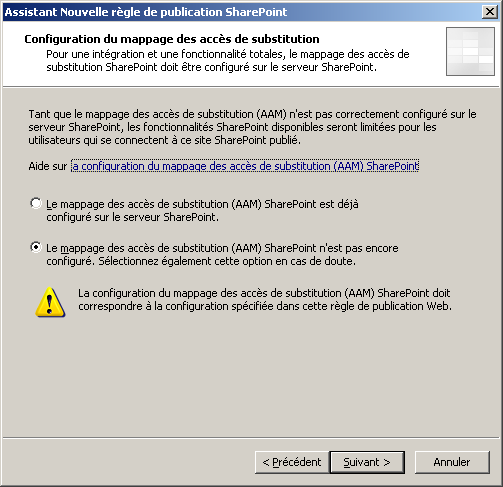 Assistant Nouvelle règle de publication SharePoint
Configuration du mappage des accès de substitution
Pour une intégration et une fonctionnalité totales, le mappage des accès de
substitution SharePoint doit être configuré sur le serveur SharePoint.
Tant que le mappage des accès de substitution (AAM) n'est pas correctement configuré sur le
serveur SharePoint, les fonctionnalités SharePoint disponibles seront limitées pour les
utilisateurs qui se connectent à ce site SharePoint publié.
Aide sur a configuration du mappage des accès de substitution (AAM) SharePoint
Le mappage des accès de substitution (AAM) SharePoint est déjà
configuré sur le serveur SharePoint.
Le mappage des accès de substitution (AAM) SharePoint n'est pas encore
configuré. Sélectionnez également cette option en cas de doute.
La configuration du mappage des accès de substitution (AAM) SharePoint doit
correspondre à la configuration spécifiée dans cette règle de publication Web.
< Précédent Suivant > Annuler